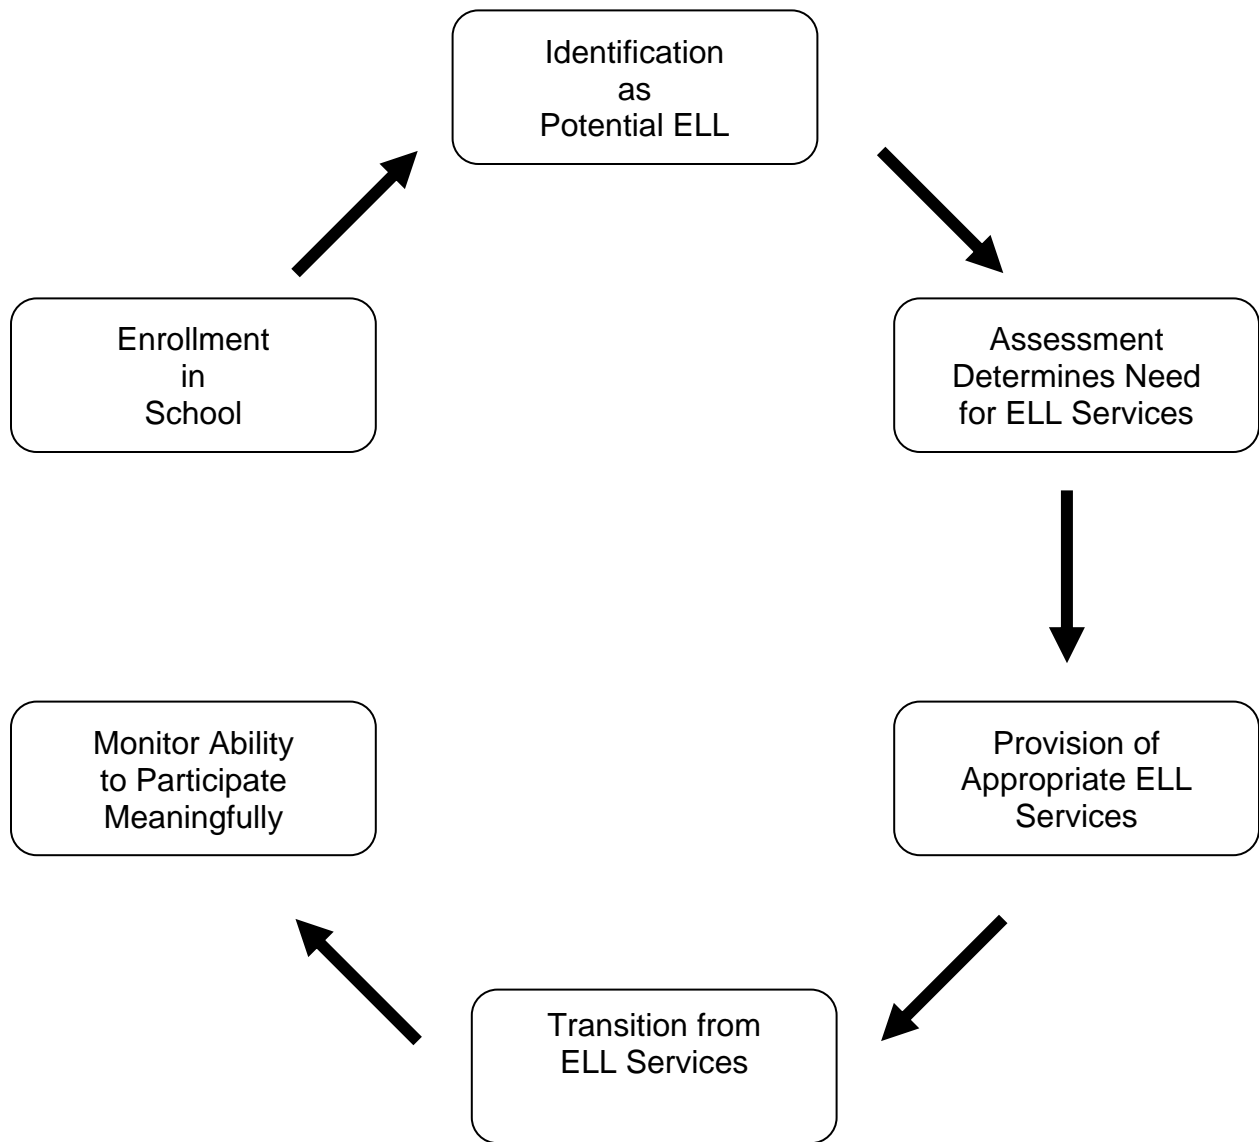 Identification
as
Potential ELL
Enrollment
in
School
Assessment
Determines Need
for ELL Services
Monitor Ability
to Participate
Meaningfully
Provision of
Appropriate ELL
Services
Transition from
ELL Services